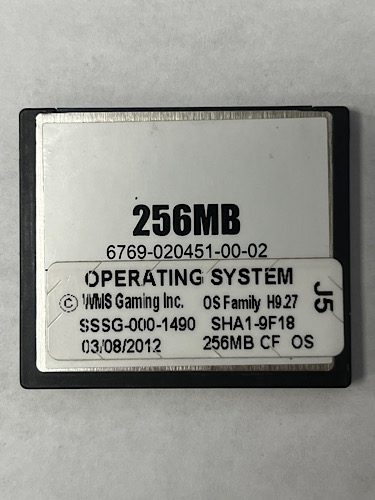 256MB
6769-020451-00-02
OPERATING SYSTEM
© WMS Gaming Inc. OS Family H9.27
SSSG-000-1490 SHA1-9F18
03/08/2012 256MB CF OS
J5